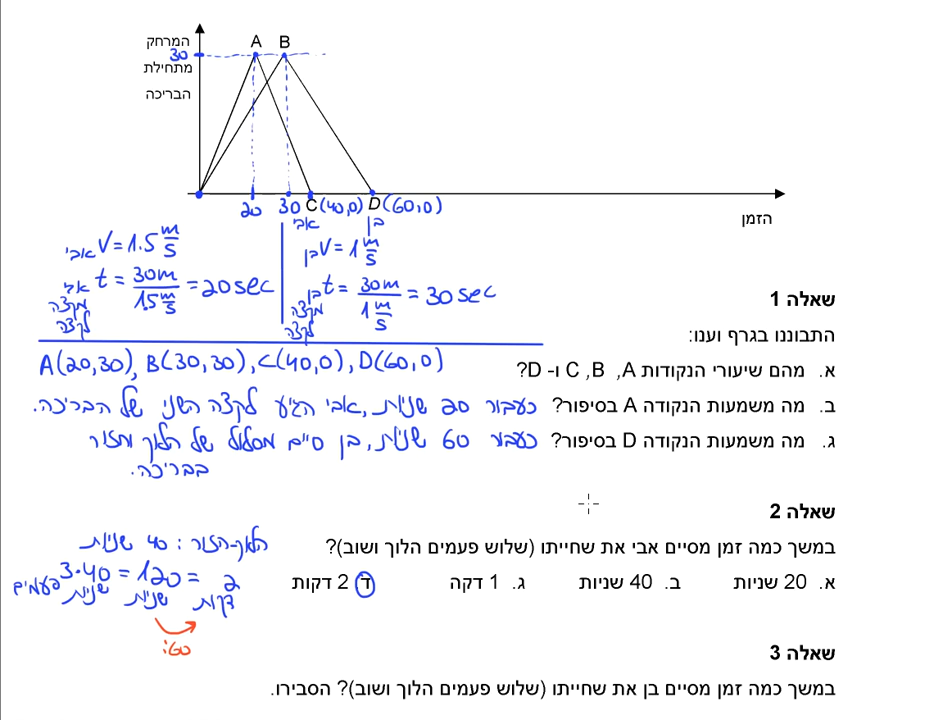 המרחק
30
מתחילת
הבריכה
A B
20 30 C(40,0) D(60,0)
אבי בן
הזמן
אבי V = 1.5 m/s
אבי מקצה לקצה t = 30m / 1.5 m/s = 20 sec
בן V = 1 m/s
בן מקצה לקצה t = 30m / 1 m/s = 30 sec
שאלה 1
התבוננו בגרף וענו:
A(20,30), B(30,30), C(40,0), D(60,0)
א. מהם שיעורי הנקודות C ,B ,A ו- D?
ב. מה משמעות הנקודה A בסיפור? כעבור 20 שניות, אבי הגיע לקצה השני של הבריכה.
ג. מה משמעות הנקודה D בסיפור? כעבור 60 שניות, בן סיים מסלול של הלוך חזור
בבריכה.
שאלה 2
במשך כמה זמן מסיים אבי את שחייתו (שלוש פעמים הלוך ושוב)?
הלוך-חזור: 40 שניות
א. 20 שניות ב. 40 שניות ג. 1 דקה ד 2 דקות
3·40 = 120 = 2
פעמים שניות שניות דקות
:60
שאלה 3
במשך כמה זמן מסיים בן את שחייתו (שלוש פעמים הלוך ושוב)? הסבירו.